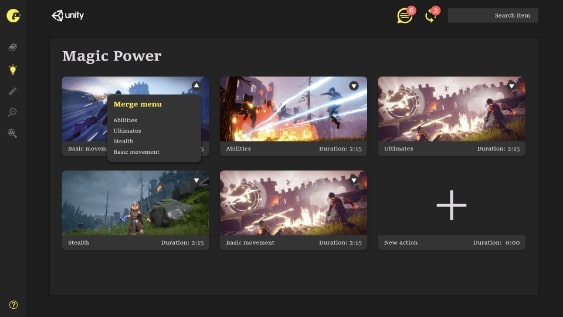 unity
6
3
Search item
Magic Power
Merge menu
Abilities
Ultimates
Stealth
Basic movement
Basic movem
2:15
Abilities
Duration: 2:15
Ultimates
Duration: 2:15
Stealth
Duration: 2:15
Basic movement
Duration: 2:15
New action
Duration: 0:00